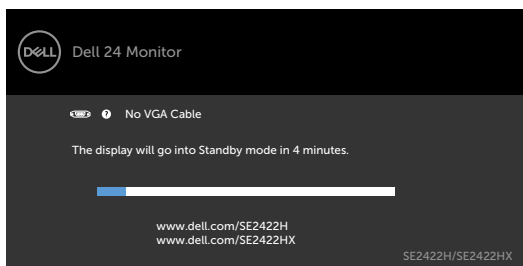 DELL
Dell 24 Monitor
? No VGA Cable
The display will go into Standby mode in 4 minutes.
www.dell.com/SE2422H
www.dell.com/SE2422HX
SE2422H/SE2422HX